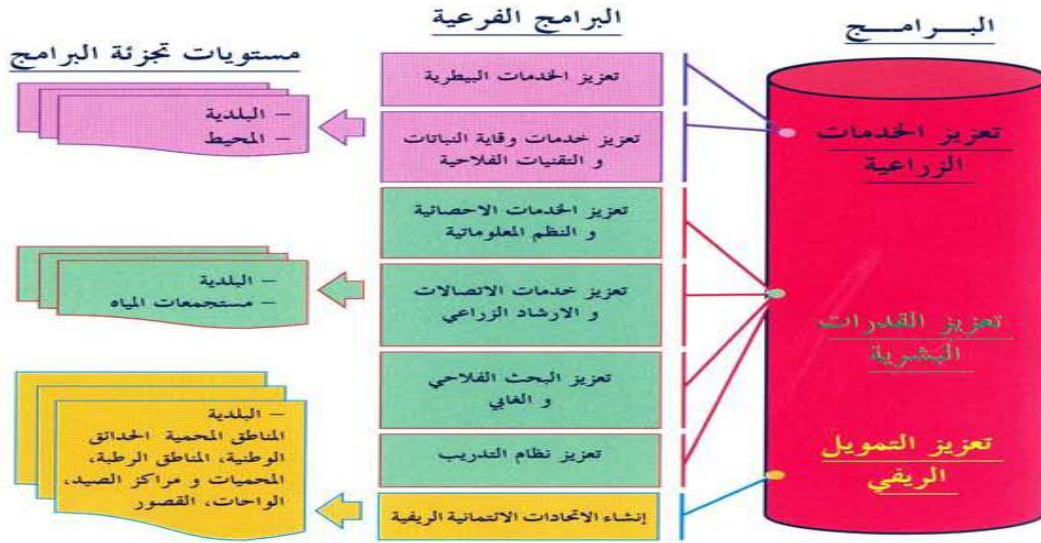 البرامج
تعزيز الخدمات
الزراعية
تعزيز القدرات
البشرية
تعزيز التمويل
الريفي
البرامج الفرعية
تعزيز الخدمات البيطرية
تعزيز خدمات وقاية النباتات
و التقنيات الفلاحية
تعزيز الخدمات الاحصائية
و النظم المعلوماتية
تعزيز خدمات الاتصالات
و الارشاد الزراعي
تعزيز البحث الفلاحي
و الغابي
تعزيز نظام التدريب
إنشاء الاتحادات الائتمانية الريفية
مستويات تجزئة البرامج
– البلدية
– المحيط
– البلدية
– مستجمعات المياه
– البلدية
المناطق المحمية الحدائق
الوطنية، المناطق الرطبة،
المحميات و مراكز الصيد،
الواحات، القصور